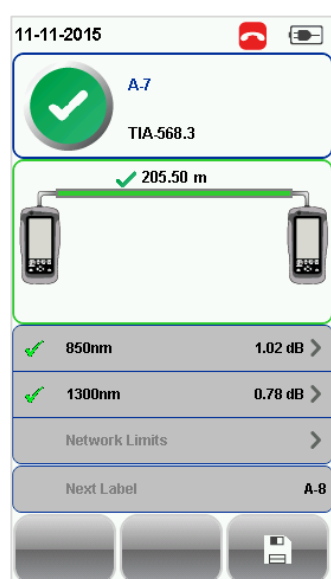 11-11-2015
A-7
TIA-568.3
205.50 m
850nm 1.02 dB
1300nm 0.78 dB
Network Limits
Next Label A-8